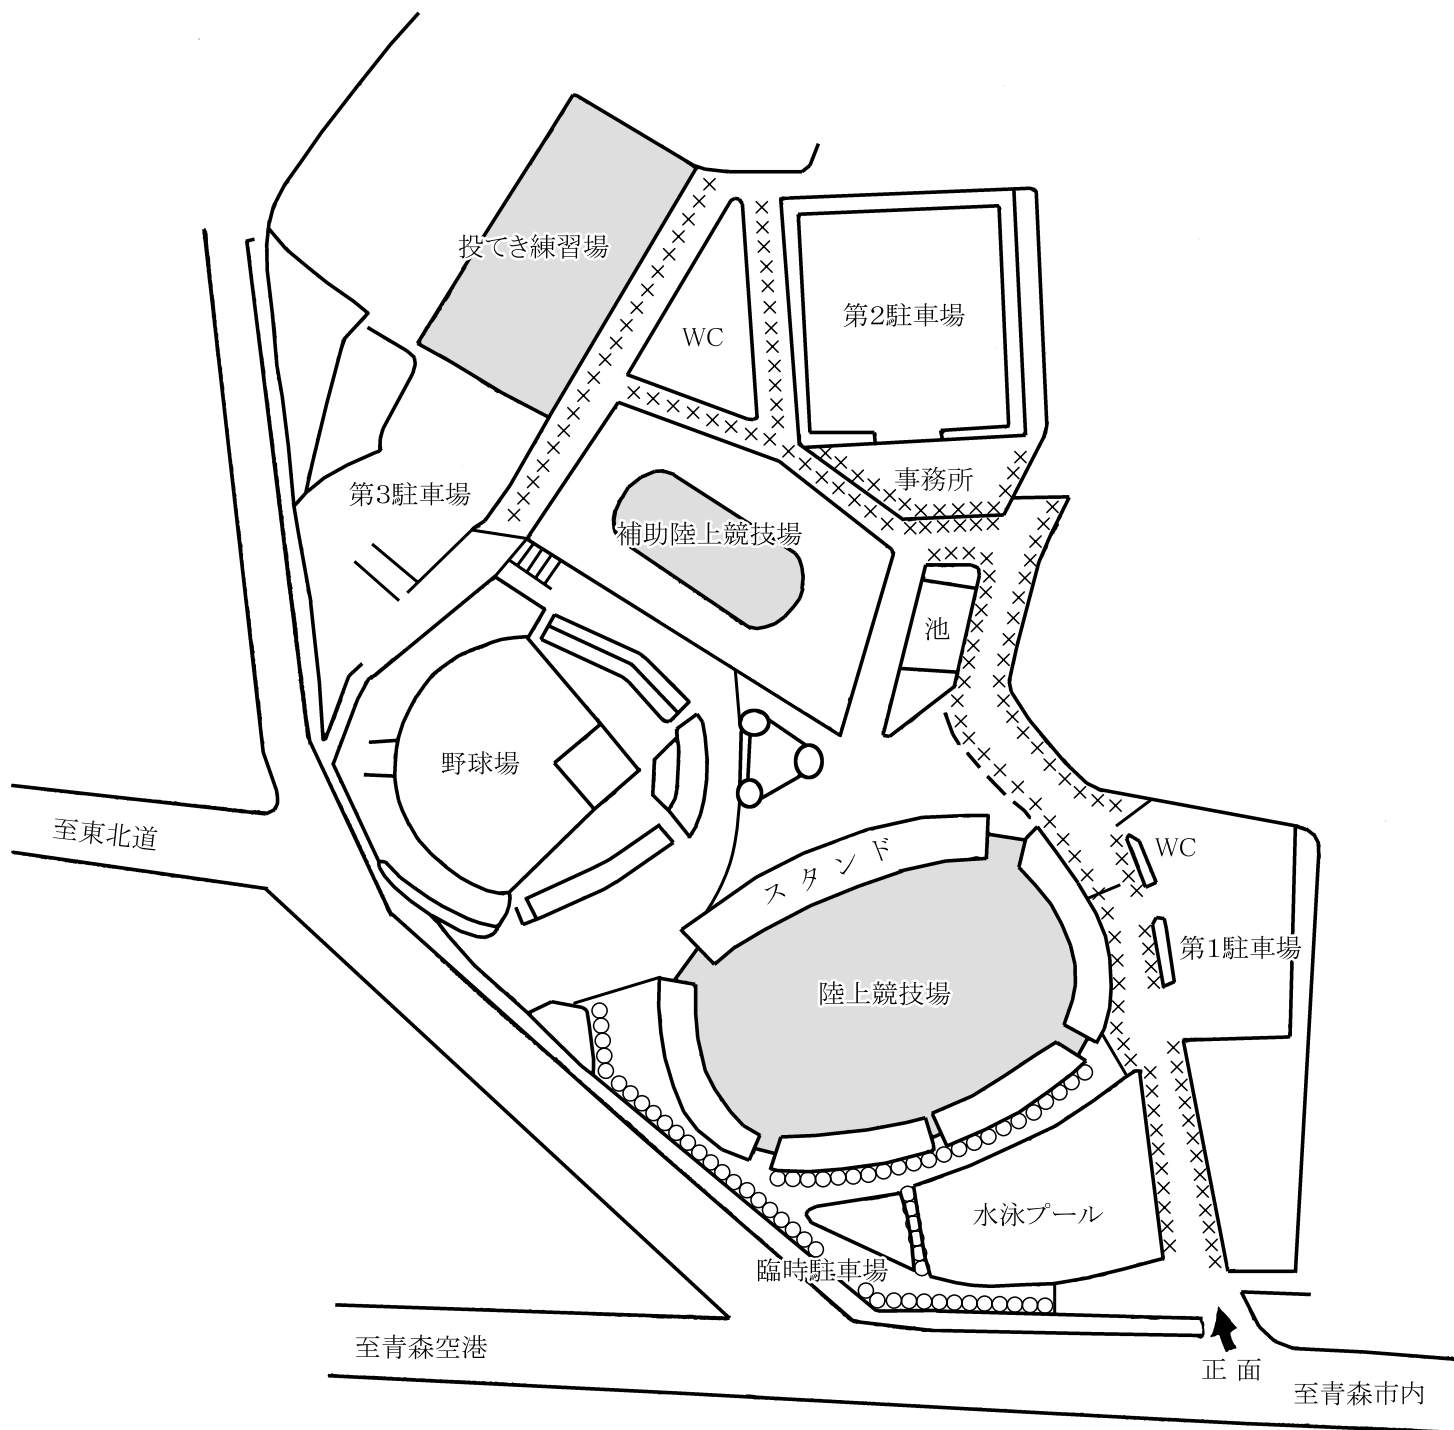 投てき練習場
第2駐車場
WC
事務所
第3駐車場
補助陸上競技場
池
野球場
至東北道
スタンド
WC
第1駐車場
陸上競技場
水泳プール
臨時駐車場
至青森空港
正面
至青森市内